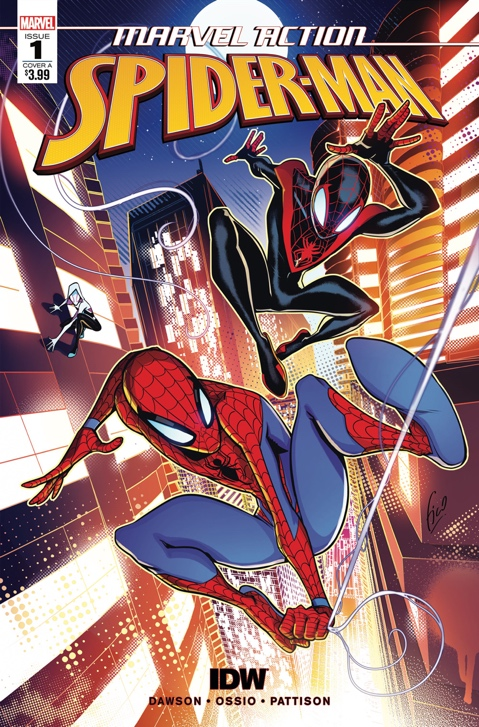 MARVEL
ISSUE
1
COVER A
$3.99
MARVEL ACTION
SPIDER-MAN
IDW
DAWSON • OSSIO • PATTISON